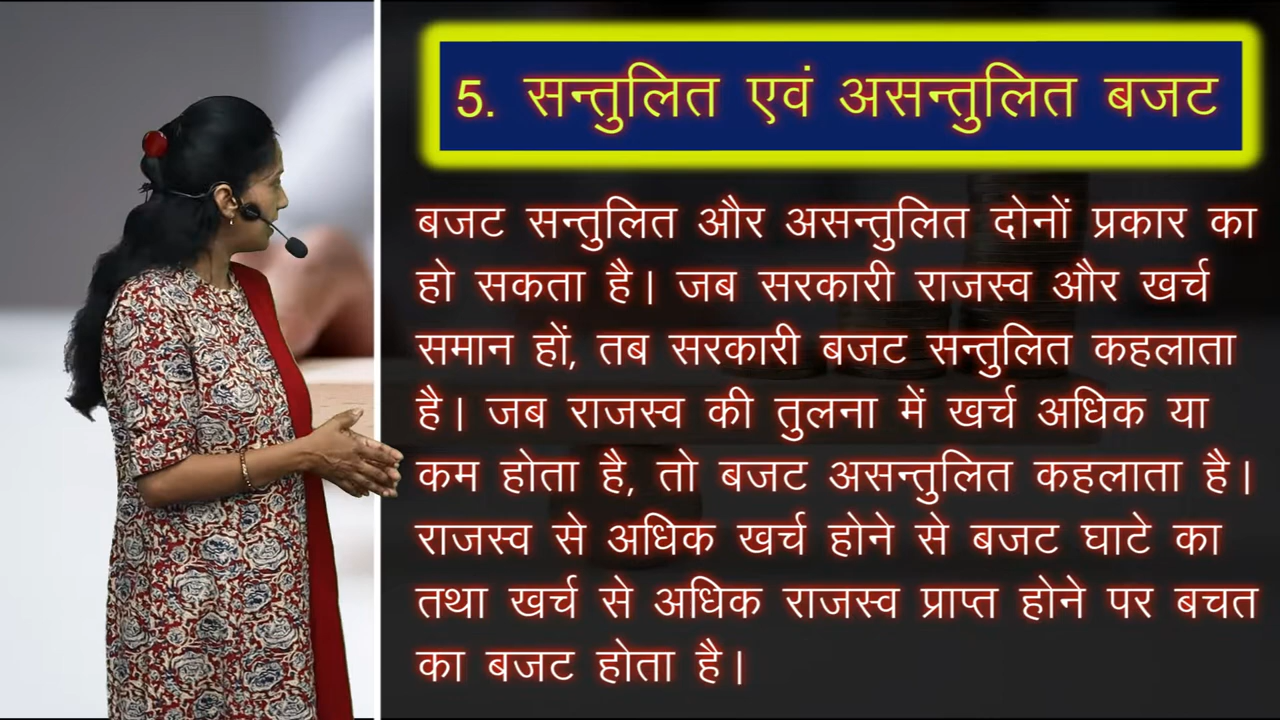 5. सन्तुलित एवं असन्तुलित बजट
बजट सन्तुलित और असन्तुलित दोनों प्रकार का
हो सकता है। जब सरकारी राजस्व और खर्च
समान हों, तब सरकारी बजट सन्तुलित कहलाता
है। जब राजस्व की तुलना में खर्च अधिक या
कम होता है, तो बजट असन्तुलित कहलाता है।
राजस्व से अधिक खर्च होने से बजट घाटे का
तथा खर्च से अधिक राजस्व प्राप्त होने पर बचत
का बजट होता है।